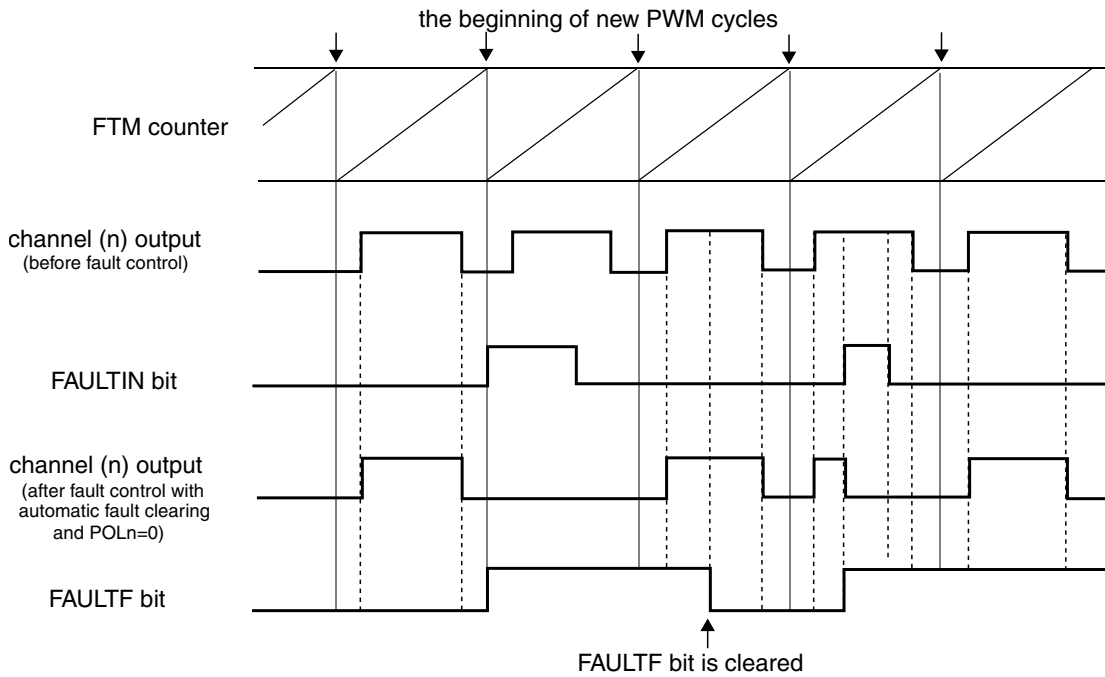 the beginning of new PWM cycles
FTM counter
channel (n) output
(before fault control)
FAULTIN bit
channel (n) output
(after fault control with
automatic fault clearing
and POLn=0)
FAULTF bit
FAULTF bit is cleared